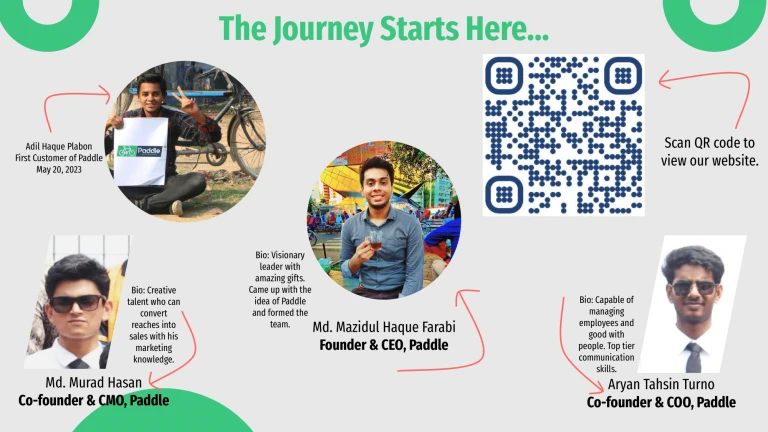 The Journey Starts Here...
Paddle
Adil Haque Plabon
First Customer of Paddle
May 20, 2023
Scan QR code to
view our website.
Bio: Visionary
leader with
amazing gifts.
Came up with the
idea of Paddle
and formed the
team.
Md. Mazidul Haque Farabi
Founder & CEO, Paddle
Bio: Creative
talent who can
convert
reaches into
sales with his
marketing
knowledge.
Md. Murad Hasan
Co-founder & CMO, Paddle
Bio: Capable of
managing
employees and
good with
people. Top tier
communication
skills.
Aryan Tahsin Turno
Co-founder & COO, Paddle